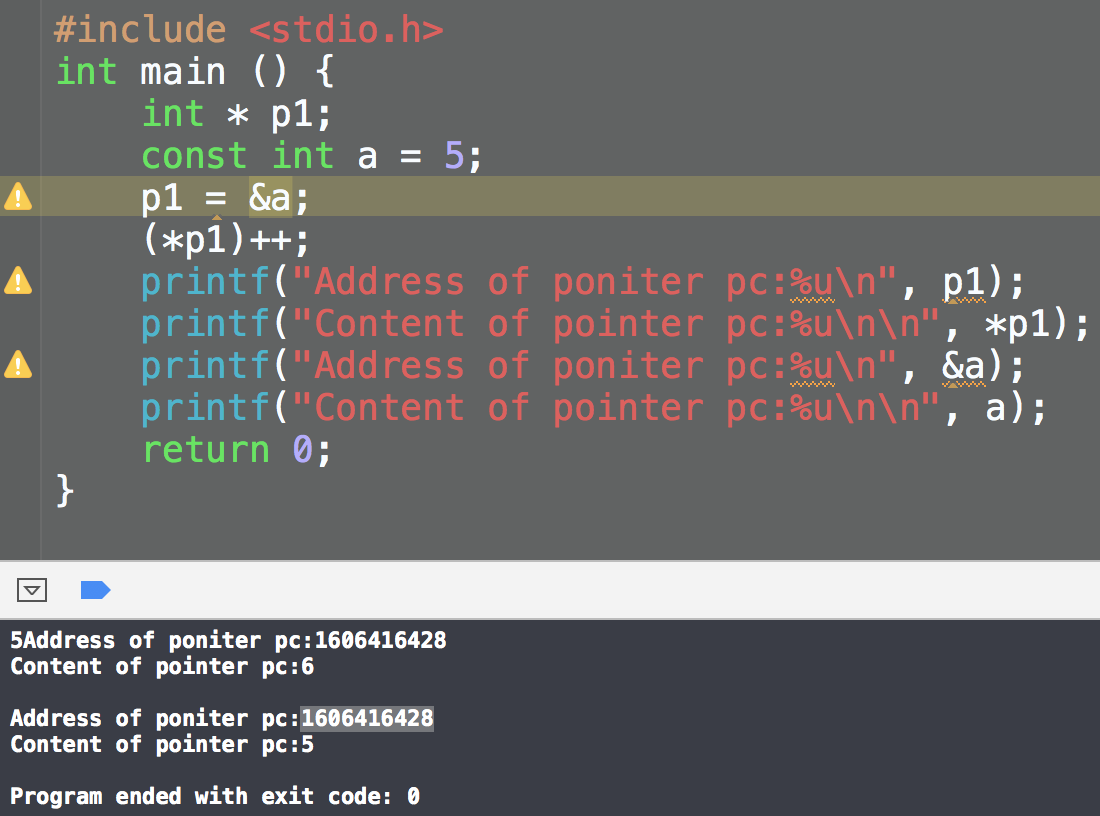 #include <stdio.h>
int main () {
    int * p1;
    const int a = 5;
    p1 = &a;
    (*p1)++;
    printf("Address of poniter pc:%u\n", p1);
    printf("Content of pointer pc:%u\n\n", *p1);
    printf("Address of poniter pc:%u\n", &a);
    printf("Content of pointer pc:%u\n\n", a);
    return 0;
}
5Address of poniter pc:1606416428
Content of pointer pc:6
Address of poniter pc:1606416428
Content of pointer pc:5
Program ended with exit code: 0